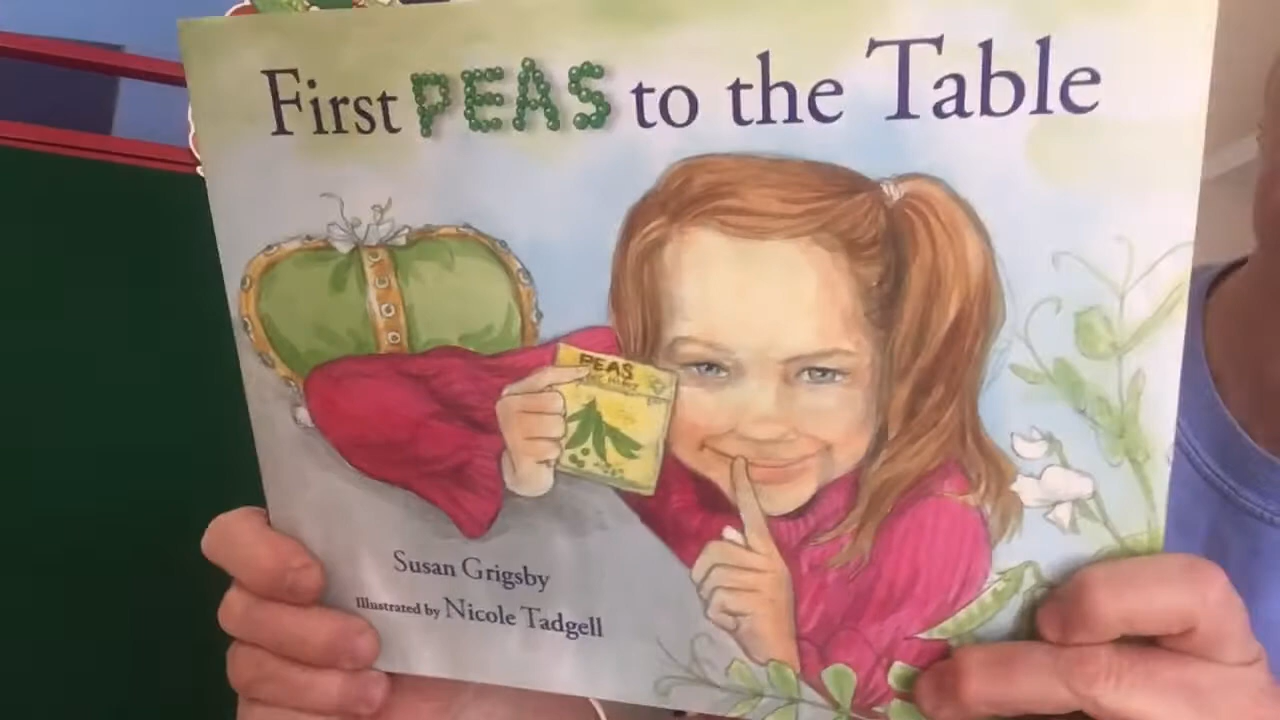 First PEAS to the Table
PEAS
Susan Grigsby
Illustrated by Nicole Tadgell